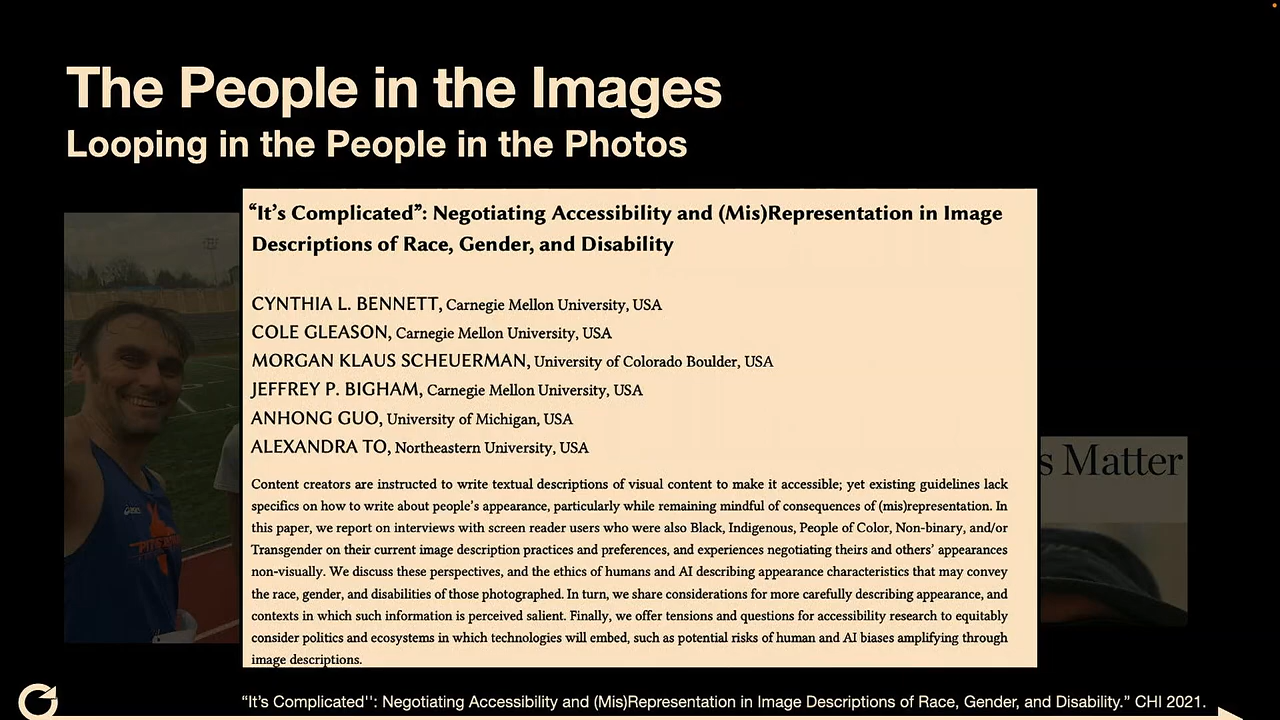 The People in the Images
Looping in the People in the Photos
“It’s Complicated”: Negotiating Accessibility and (Mis)Representation in Image
Descriptions of Race, Gender, and Disability
CYNTHIA L. BENNETT, Carnegie Mellon University, USA
COLE GLEASON, Carnegie Mellon University, USA
MORGAN KLAUS SCHEUERMAN, University of Colorado Boulder, USA
JEFFREY P. BIGHAM, Carnegie Mellon University, USA
ANHONG GUO, University of Michigan, USA
ALEXANDRA TO, Northeastern University, USA
Content creators are instructed to write textual descriptions of visual content to make it accessible; yet existing guidelines lack
specifics on how to write about people’s appearance, particularly while remaining mindful of consequences of (mis)representation. In
this paper, we report on interviews with screen reader users who were also Black, Indigenous, People of Color, Non-binary, and/or
Transgender on their current image description practices and preferences, and experiences negotiating theirs and others’ appearances
non-visually. We discuss these perspectives, and the ethics of humans and AI describing appearance characteristics that may convey
the race, gender, and disabilities of those photographed. In turn, we share considerations for more carefully describing appearance, and
contexts in which such information is perceived salient. Finally, we offer tensions and questions for accessibility research to equitably
consider politics and ecosystems in which technologies will embed, such as potential risks of human and AI biases amplifying through
image descriptions.
s Matter
asics
“It’s Complicated'': Negotiating Accessibility and (Mis)Representation in Image Descriptions of Race, Gender, and Disability.” CHI 2021.